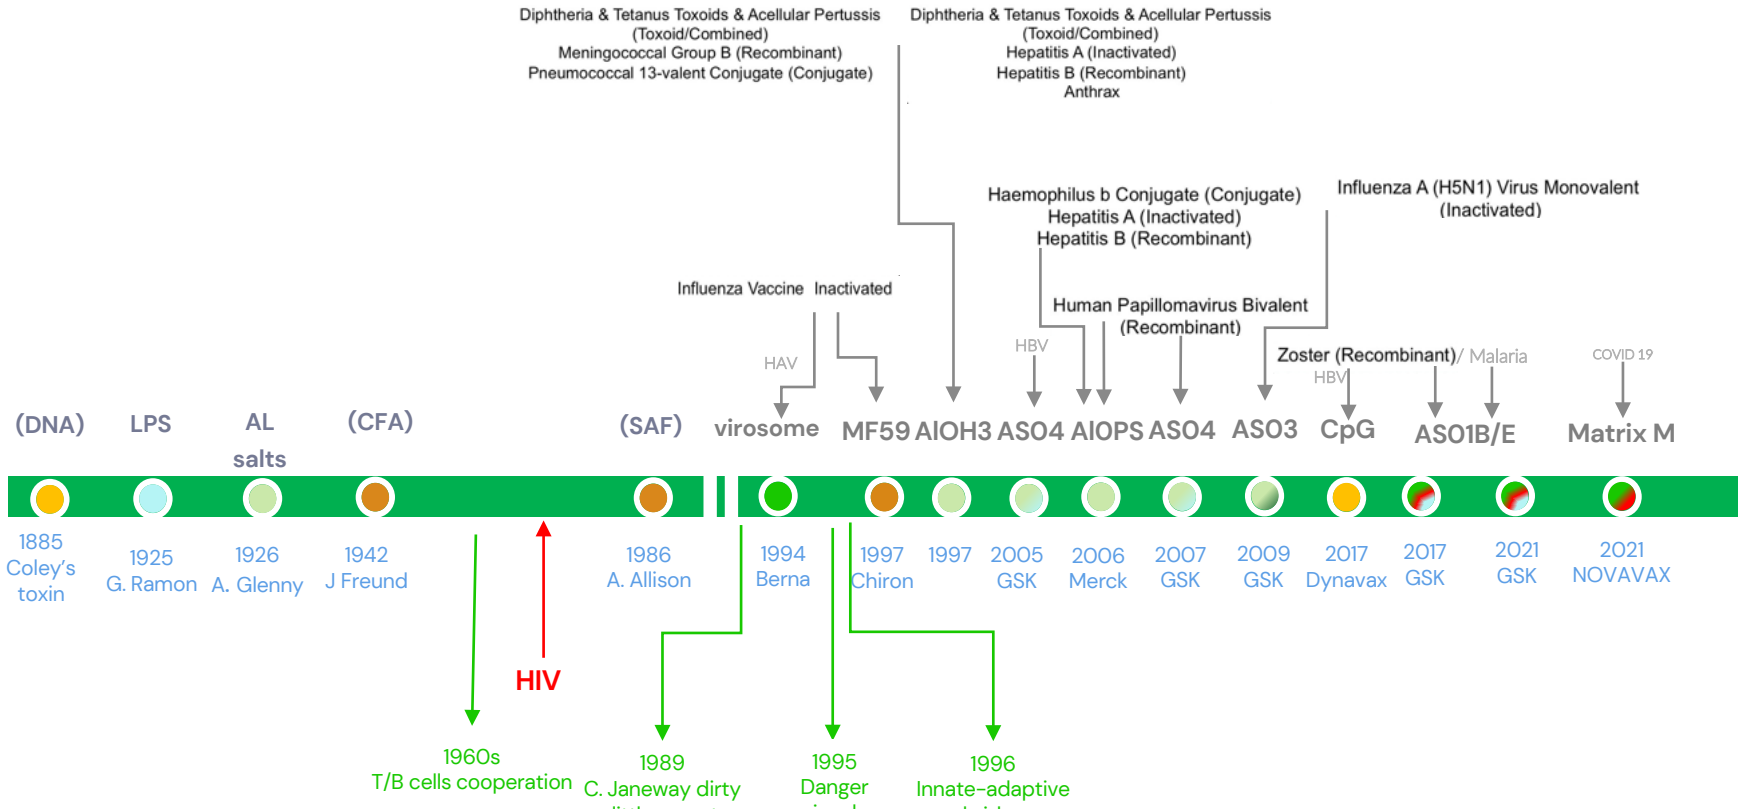 Diphtheria & Tetanus Toxoids & Acellular Pertussis
(Toxoid/Combined)
Meningococcal Group B (Recombinant)
Pneumococcal 13-valent Conjugate (Conjugate)
Diphtheria & Tetanus Toxoids & Acellular Pertussis
(Toxoid/Combined)
Hepatitis A (Inactivated)
Hepatitis B (Recombinant)
Anthrax
Haemophilus b Conjugate (Conjugate)
Hepatitis A (Inactivated)
Hepatitis B (Recombinant)
Influenza A (H5N1) Virus Monovalent
(Inactivated)
Influenza Vaccine Inactivated
Human Papillomavirus Bivalent
(Recombinant)
HAV
HBV
Zoster (Recombinant)/ Malaria
HBV
COVID 19
(DNA)
LPS
AL
salts
(CFA)
(SAF)
virosome
MF59
AlOH3
AS04
AlOPS
AS04
AS03
CpG
AS01B/E
Matrix M
1885
Coley's
toxin
1925
G. Ramon
1926
A. Glenny
1942
J Freund
1986
A. Allison
1994
Berna
1997
Chiron
1997
2005
GSK
2006
Merck
2007
GSK
2009
GSK
2017
Dynavax
2017
GSK
2021
GSK
2021
NOVAVAX
HIV
1960s
T/B cells cooperation
1989
C. Janeway dirty
1995
Danger
1996
Innate-adaptive